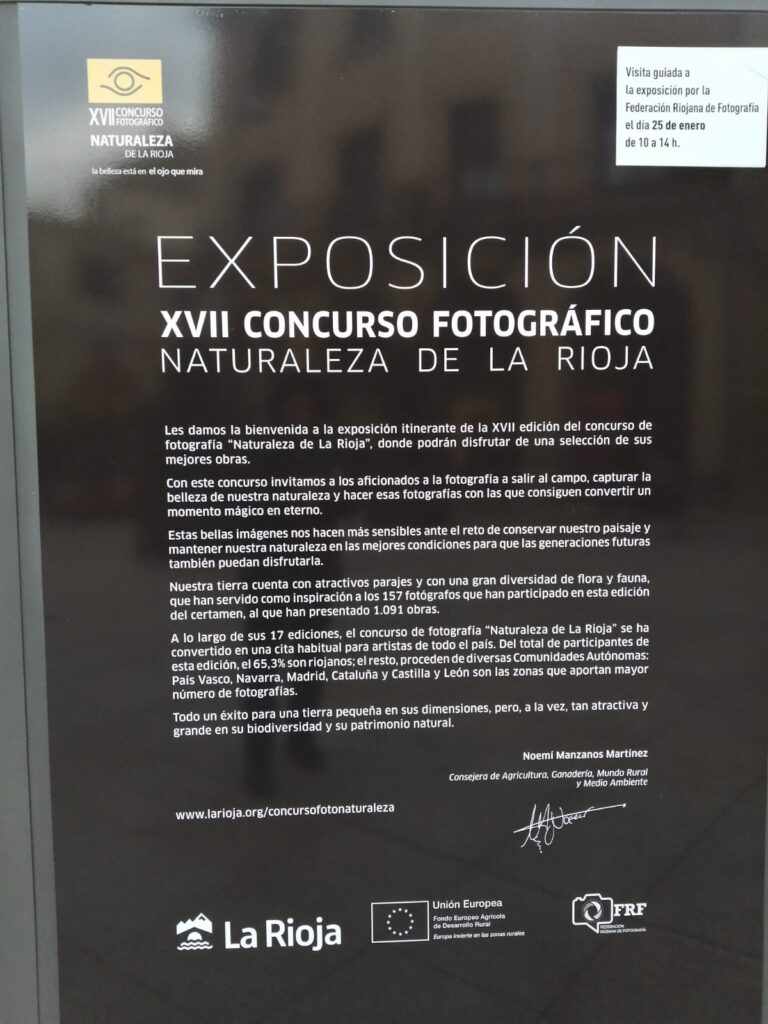 XVII CONCURSO
FOTOGRÁFICO
NATURALEZA
DE LA RIOJA
la belleza está en el ojo que mira
Visita guiada a
la exposición por la
Federación Riojana de Fotografía
el día 25 de enero
de 10 a 14 h.
EXPOSICIÓN
XVII CONCURSO FOTOGRÁFICO
NATURALEZA DE LA RIOJA
Les damos la bienvenida a la exposición itinerante de la XVII edición del concurso de
fotografía “Naturaleza de La Rioja”, donde podrán disfrutar de una selección de sus
mejores obras.
Con este concurso invitamos a los aficionados a la fotografía a salir al campo, capturar la
belleza de nuestra naturaleza y hacer esas fotografías con las que consiguen convertir un
momento mágico en eterno.
Estas bellas imágenes nos hacen más sensibles ante el reto de conservar nuestro paisaje y
mantener nuestra naturaleza en las mejores condiciones para que las generaciones futuras
también puedan disfrutarla.
Nuestra tierra cuenta con atractivos parajes y con una gran diversidad de flora y fauna,
que han servido como inspiración a los 157 fotógrafos que han participado en esta edición
del certamen, al que han presentado 1.091 obras.
A lo largo de sus 17 ediciones, el concurso de fotografía “Naturaleza de La Rioja” se ha
convertido en una cita habitual para artistas de todo el país. Del total de participantes de
esta edición, el 65,3% son riojanos; el resto, proceden de diversas Comunidades Autónomas:
País Vasco, Navarra, Madrid, Cataluña y Castilla y León son las zonas que aportan mayor
número de fotografías.
Todo un éxito para una tierra pequeña en sus dimensiones, pero, a la vez, tan atractiva y
grande en su biodiversidad y su patrimonio natural.
Noemí Manzanos Martínez
Consejera de Agricultura, Ganadería, Mundo Rural
y Medio Ambiente
www.larioja.org/concursofotonaturaleza
La Rioja
Unión Europea
Fondo Europeo Agrícola
de Desarrollo Rural
Europa invierte en las zonas rurales
FRF
FEDERACIÓN
RIOJANA DE FOTOGRAFÍA